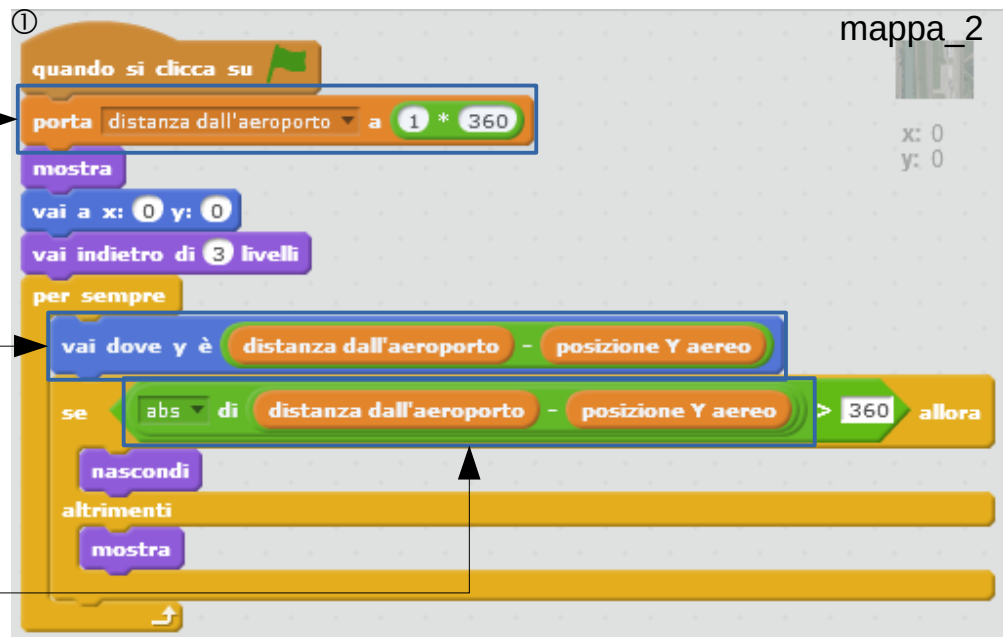 ①
mappa_2
quando si clicca su
porta distanza dall'aeroporto a 1 * 360
x: 0
y: 0
mostra
vai a x: 0 y: 0
vai indietro di 3 livelli
per sempre
vai dove y è distanza dall'aeroporto - posizione Y aereo
se abs di distanza dall'aeroporto - posizione Y aereo > 360 allora
nascondi
altrimenti
mostra